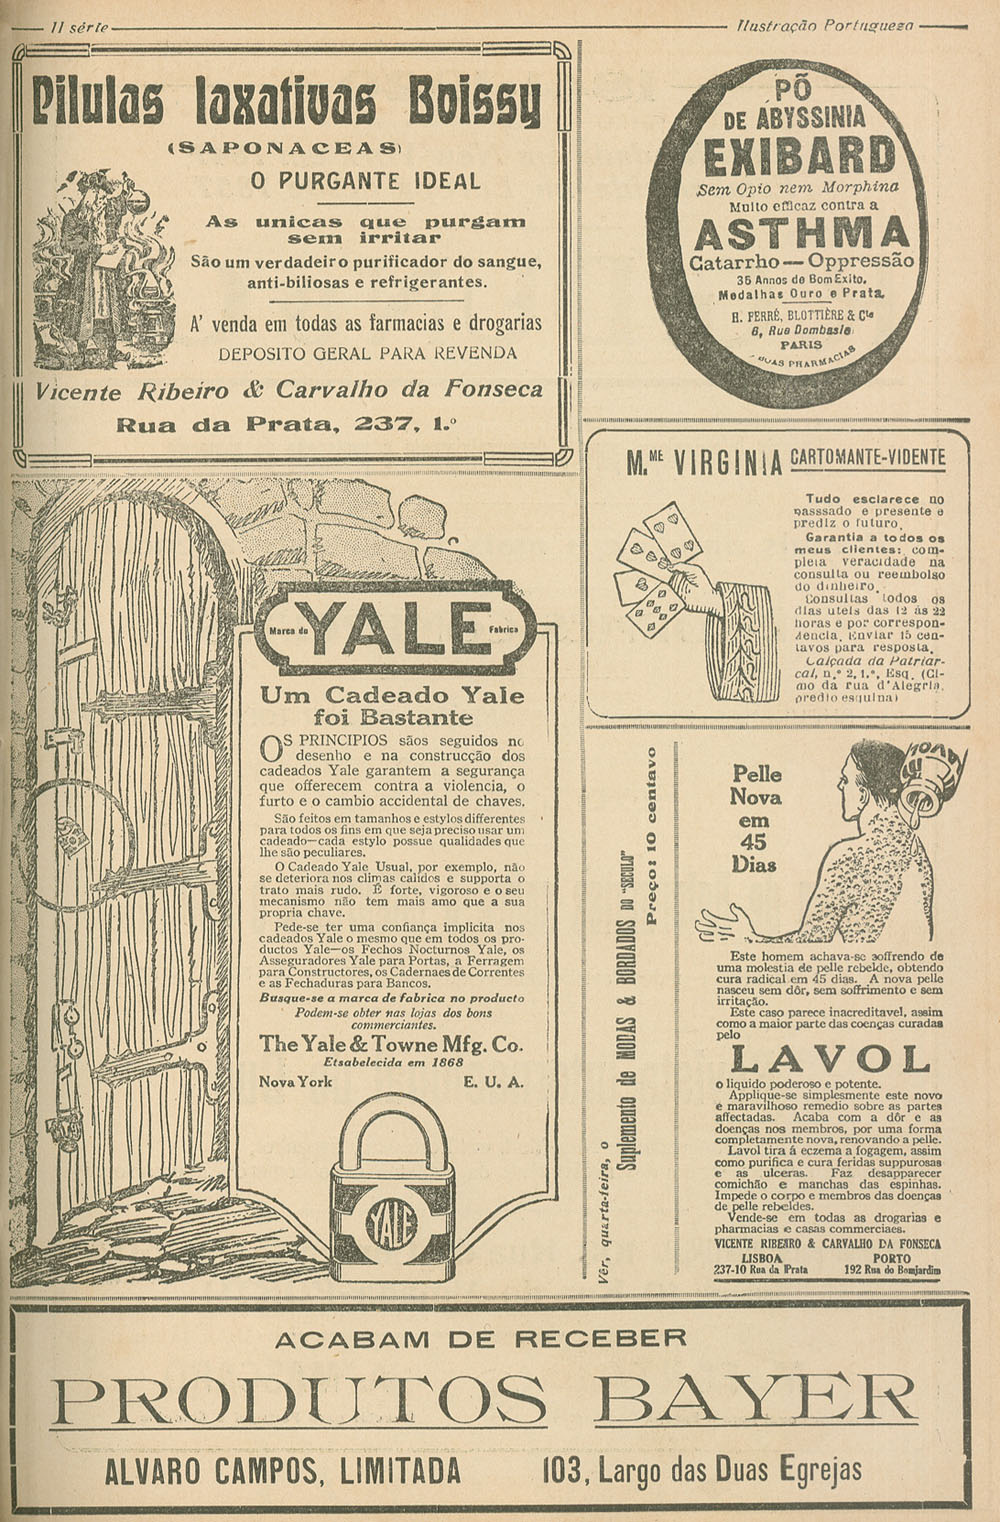 II série
Ilustração Portugueza
Pilulas laxativas Boissy
(SAPONACEAS)
O PURGANTE IDEAL
As unicas que purgam
sem irritar
São um verdadeiro purificador do sangue,
anti-biliosas e refrigerantes.
A' venda em todas as farmacias e drogarias
DEPOSITO GERAL PARA REVENDA
Vicente Ribeiro & Carvalho da Fonseca
Rua da Prata, 237, 1.º
PÕ
DE ABYSSINIA
EXIBARD
Sem Opio nem Morphina
Muito efficaz contra a
ASTHMA
Catarrho — Oppressão
35 Annos de Bom Exito.
Medalhas Ouro e Prata.
H. FERRÉ, BLOTTIÈRE & Cie
6, Rue Dombasle
PARIS
BOAS PHARMACIAS
M.ME VIRGINIA CARTOMANTE-VIDENTE
Tudo esclarece no
passsado e presente e
prediz o futuro.
Garantia a todos os
meus clientes: com-
pleia veracidade na
consulta ou reembolso
do dinheiro.
Consultas todos os
dias uteis das 12 ás 22
horas e por correspon-
dencia. Enviar 15 cen-
tavos para resposta.
Calçada da Patriar-
cal, n.º 2, 1.º, Esq. (Ci-
mo da rua d'Alegria,
predio esquina)
Marca de YALE Fabrica
Um Cadeado Yale
foi Bastante
OS PRINCIPIOS sãos seguidos no
desenho e na construcção dos
cadeados Yale garantem a segurança
que offerecem contra a violencia, o
furto e o cambio accidental de chaves.
São feitos em tamanhos e estylos differentes
para todos os fins em que seja preciso usar um
cadeado—cada estylo possue qualidades que
lhe são peculiares.
O Cadeado Yale Usual, por exemplo, não
se deteriora nos climas calidos e supporta o
trato mais rudo. É forte, vigoroso e o seu
mecanismo não tem mais amo que a sua
propria chave.
Pede-se ter uma confiança implicita nos
cadeados Yale o mesmo que em todos os pro-
ductos Yale—os Fechos Nocturnos Yale, os
Asseguradores Yale para Portas, a Ferragem
para Constructores, os Cadernaes de Correntes
e as Fechaduras para Bancos.
Busque-se a marca de fabrica no producto
Podem-se obter nas lojas dos bons
commerciantes.
The Yale & Towne Mfg. Co.
Etsabelecida em 1868
Nova York E. U. A.
YALE
Vêr, quarta-feira, o
Suplemento de MODAS & BORDADOS DO "SECULO"
Preço: 10 centavo
LAVOL
Pelle
Nova
em
45
Dias
Este homem achava-se soffrendo de
uma molestia de pelle rebelde, obtendo
cura radical em 45 dias. A nova pelle
nasceu sem dôr, sem soffrimento e sem
irritação.
Este caso parece inacreditavel, assim
como a maior parte das coenças curadas
pelo
LAVOL
o liquido poderoso e potente.
Applique-se simplesmente este novo
e maravilhoso remedio sobre as partes
affectadas. Acaba com a dôr e as
doenças nos membros, por uma forma
completamente nova, renovando a pelle.
Lavol tira á eczema a fogagem, assim
como purifica e cura feridas suppurosas
e as ulceras. Faz desapparecer
comichão e manchas das espinhas.
Impede o corpo e membros das doenças
de pelle rebeldes.
Vende-se em todas as drogarias e
pharmacias e casas commerciaes.
VICENTE RIBEIRO & CARVALHO DA FONSECA
LISBOA PORTO
237-10 Rua da Prata 192 Rua do Bomjardim
ACABAM DE RECEBER
PRODUTOS BAYER
ALVARO CAMPOS, LIMITADA 103, Largo das Duas Egrejas